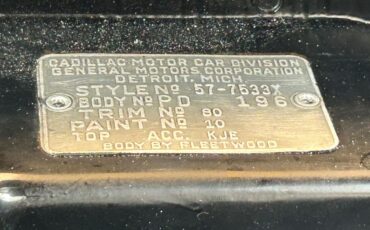 CADILLAC MOTOR CAR DIVISION
GENERAL MOTORS CORPORATION
DETROIT, MICH.
STYLE No 57-7533X
BODY No PD 196
TRIM No 80
PAINT No 10
TOP ACC. KJE
BODY BY FLEETWOOD